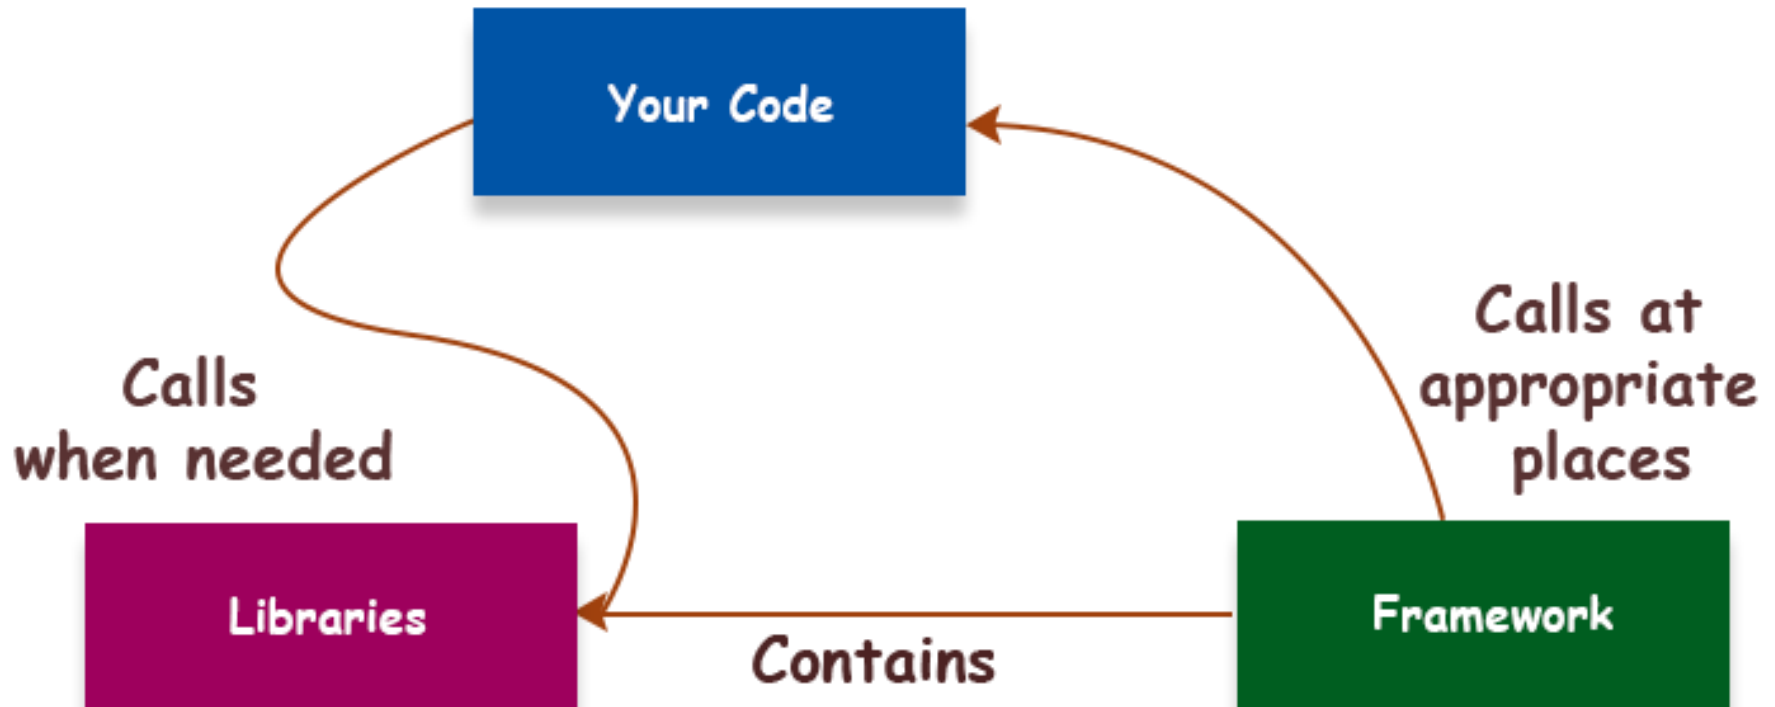 Your Code
Calls
when needed
Calls at
appropriate
places
Libraries
Contains
Framework